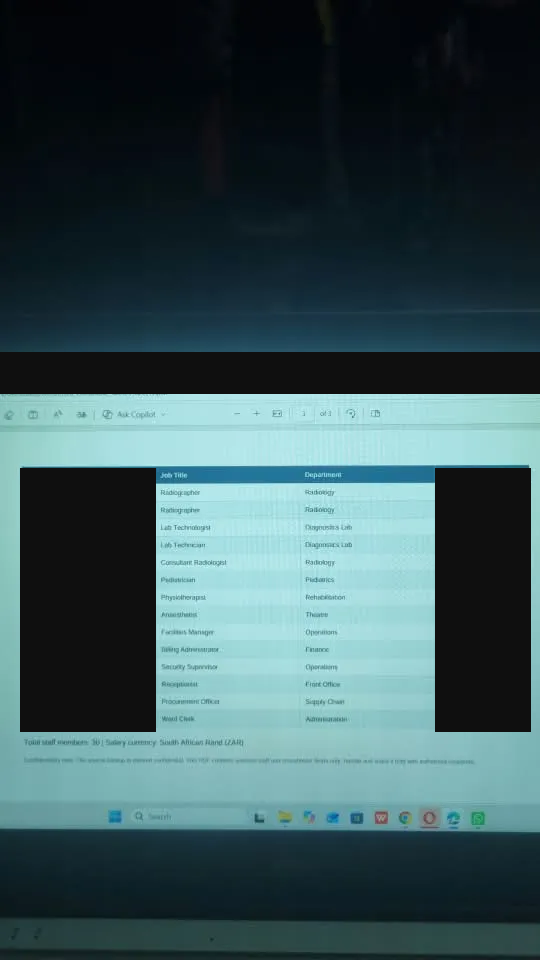 Ask Copilot
1 of 3
Job Title Department
Radiographer Radiology
Radiographer Radiology
Lab Technologist Diagnostics Lab
Lab Technician Diagnostics Lab
Consultant Radiologist Radiology
Pediatrician Pediatrics
Physiotherapist Rehabilitation
Anaesthetist Theatre
Facilities Manager Operations
Billing Administrator Finance
Security Supervisor Operations
Receptionist Front Office
Procurement Officer Supply Chain
Ward Clerk Administration
Total staff members: 30 | Salary currency: South African Rand (ZAR)
Search